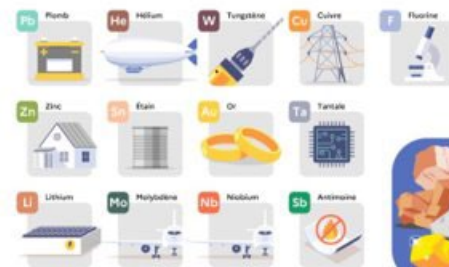 Pb Plomb
He Hélium
W Tungstène
Cu Cuivre
F Fluorine
Zn Zinc
Sn Étain
Au Or
Ta Tantale
Li Lithium
Mo Molybdène
Nb Niobium
Sb Antimoine